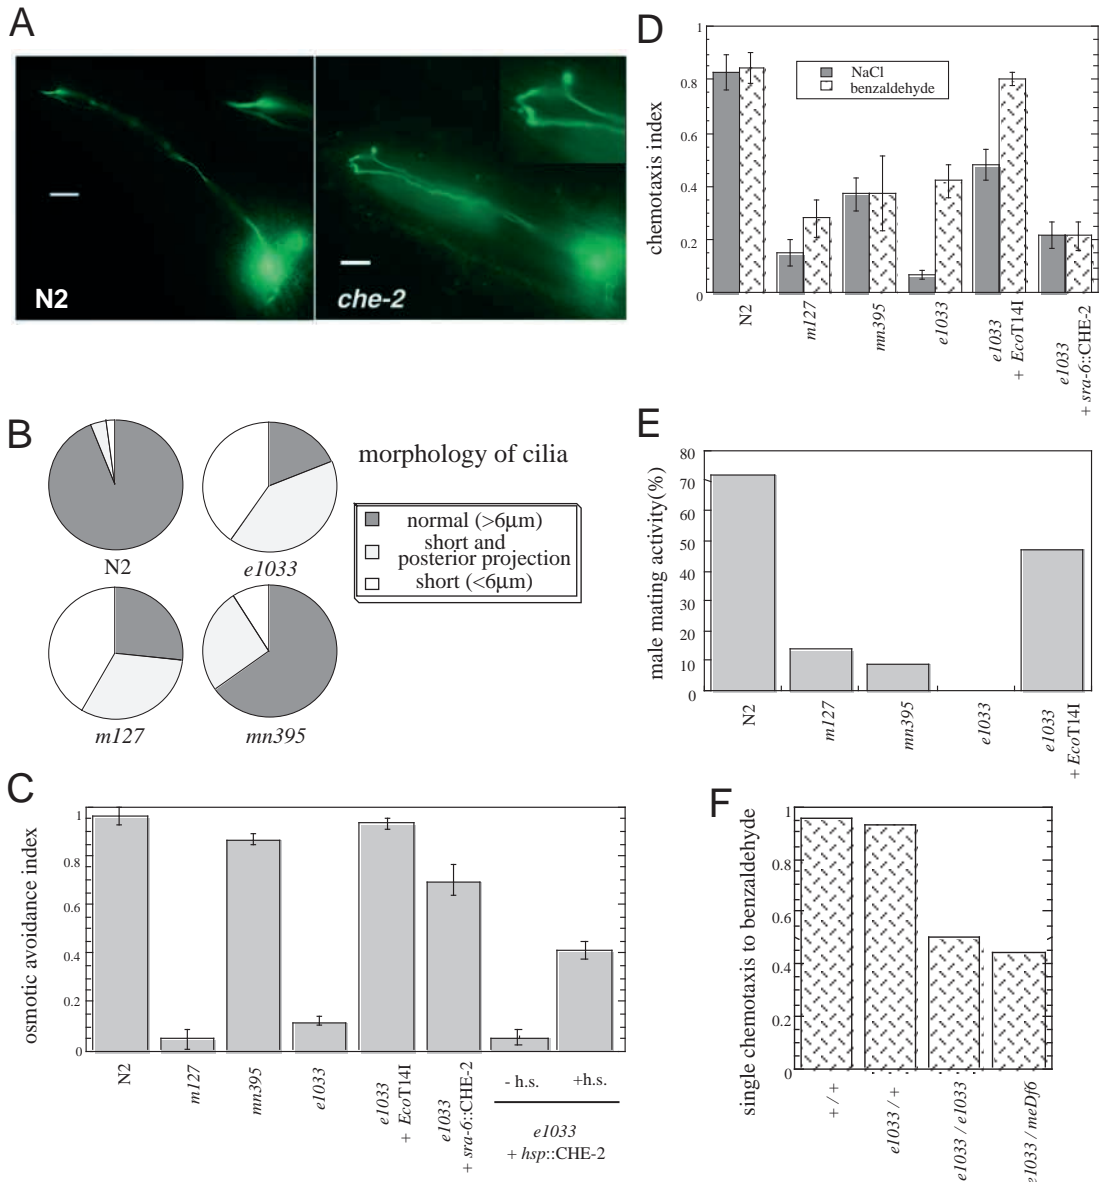 A
N2
che-2
B
N2
e1033
m127
mn395
morphology of cilia
normal (>6μm)
short and
posterior projection
short (<6μm)
C
osmotic avoidance index
1
0.8
0.6
0.4
0.2
0
N2
m127
mn395
e1033
e1033
+ EcoT14I
e1033
+ sra-6::CHE-2
- h.s.
+h.s.
e1033
+ hsp::CHE-2
D
chemotaxis index
1
0.8
0.6
0.4
0.2
0
NaCl
benzaldehyde
N2
m127
mn395
e1033
e1033
+ EcoT14I
e1033
+ sra-6::CHE-2
E
male mating activity(%)
80
70
60
50
40
30
20
10
0
N2
m127
mn395
e1033
e1033
+ EcoT14I
F
single chemotaxis to benzaldehyde
1
0.8
0.6
0.4
0.2
0
+ / +
e1033 / +
e1033 / e1033
e1033 / meDf6